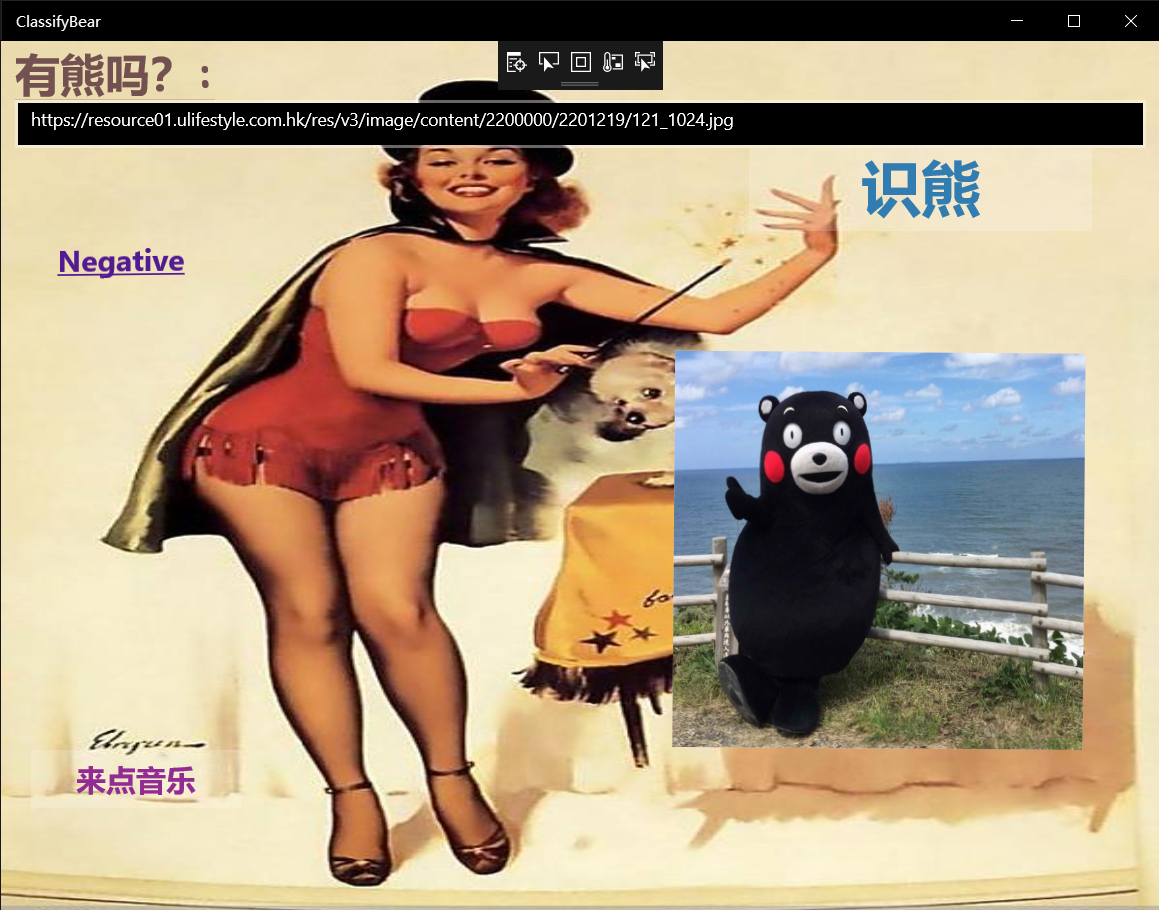 ClassifyBear
有熊吗？：
https://resource01.ulifestyle.com.hk/res/v3/image/content/2200000/2201219/121_1024.jpg
识熊
Negative
来点音乐